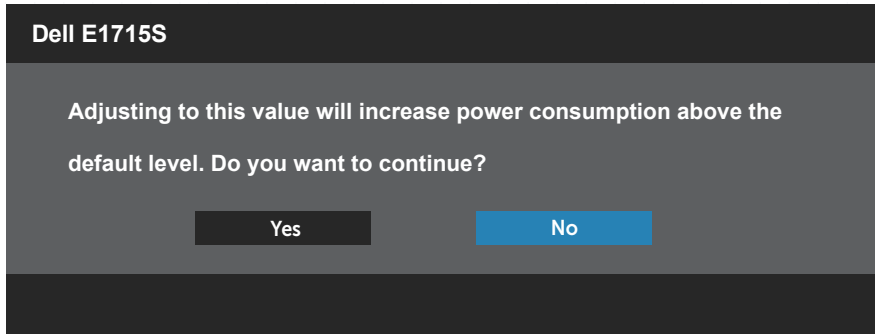 Dell E1715S
Adjusting to this value will increase power consumption above the
default level. Do you want to continue?
Yes No